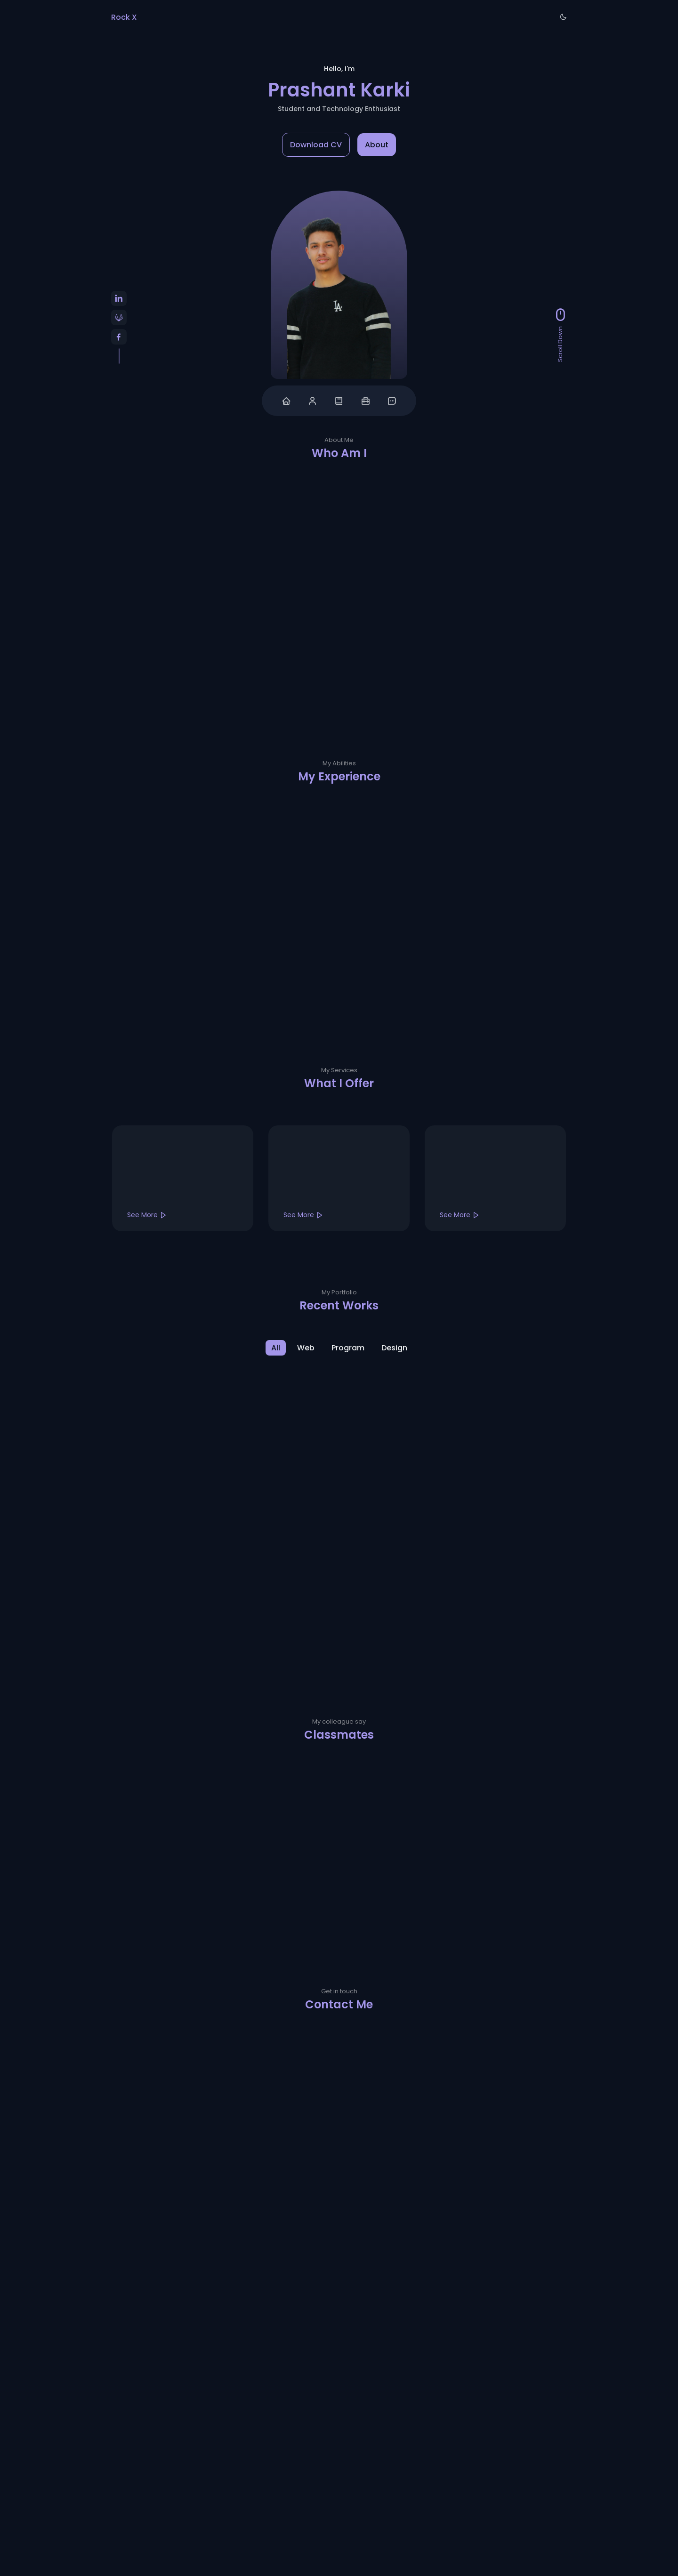 Rock X
Hello, I'm
Prashant Karki
Student and Technology Enthusiast
Download CV
About
Scroll Down
About Me
Who Am I
My Abilities
My Experience
My Services
What I Offer
See More
See More
See More
My Portfolio
Recent Works
All
Web
Program
Design
My colleague say
Classmates
Get in touch
Contact Me